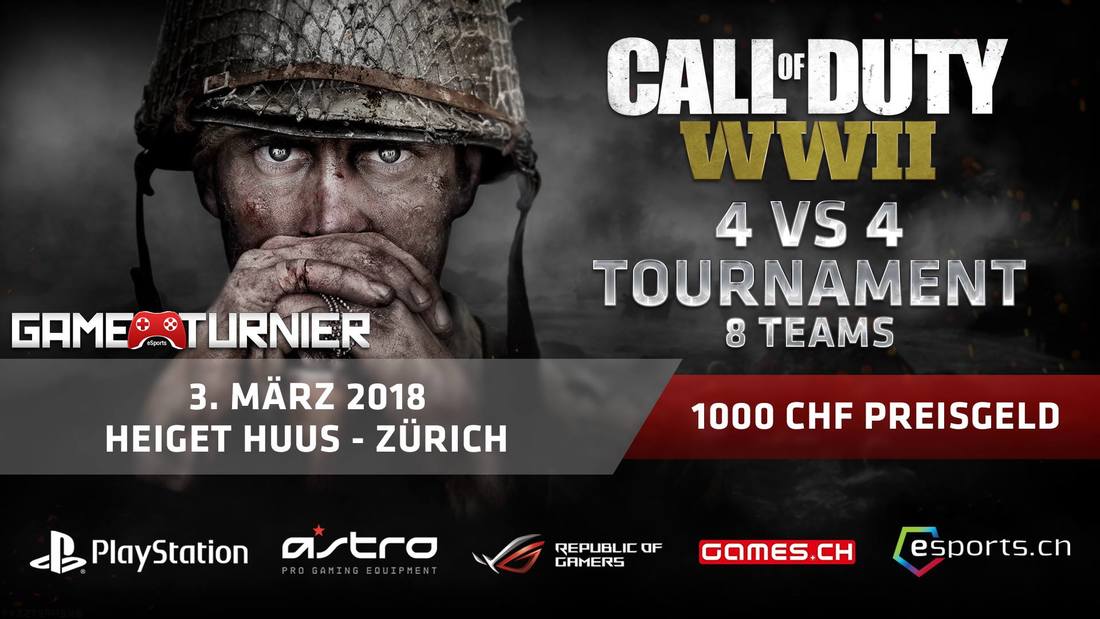 CALL OF DUTY
WWII
4 VS 4
TOURNAMENT
8 TEAMS
GAME TURNIER
eSports
3. MÄRZ 2018
HEIGET HUUS - ZÜRICH
1000 CHF PREISGELD
PlayStation
astro
PRO GAMING EQUIPMENT
REPUBLIC OF
GAMERS
GAMES.CH
esports.ch